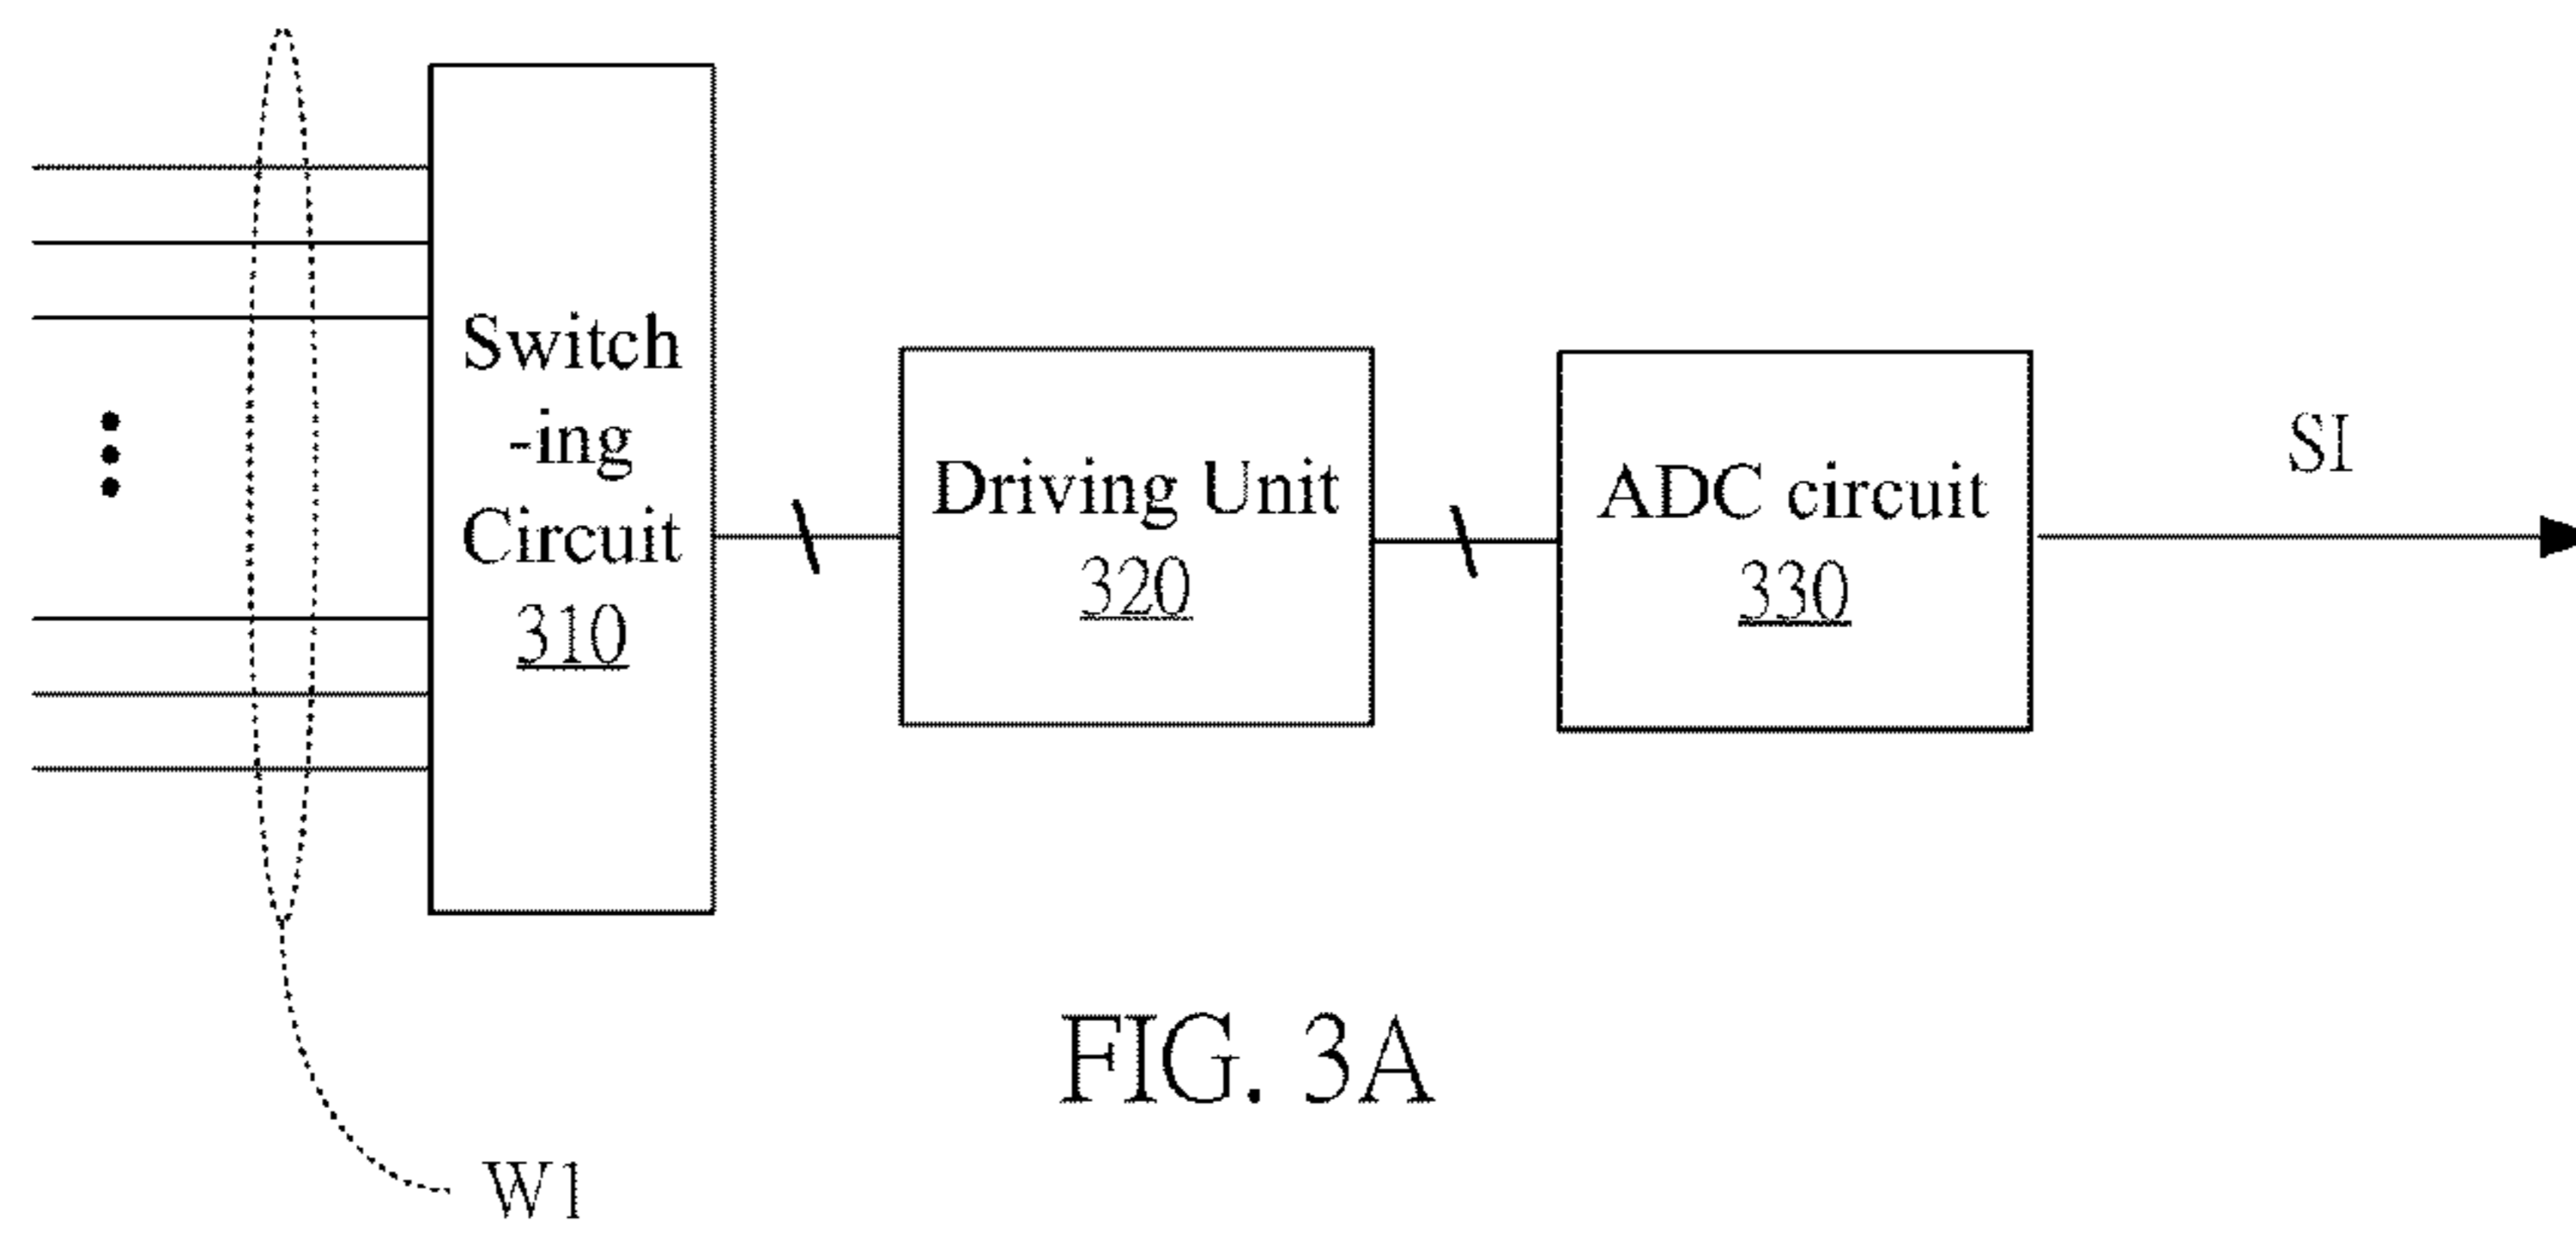 Switch
-ing
Circuit
310
Driving Unit
320
ADC circuit
330
SI
FIG. 3A
W1